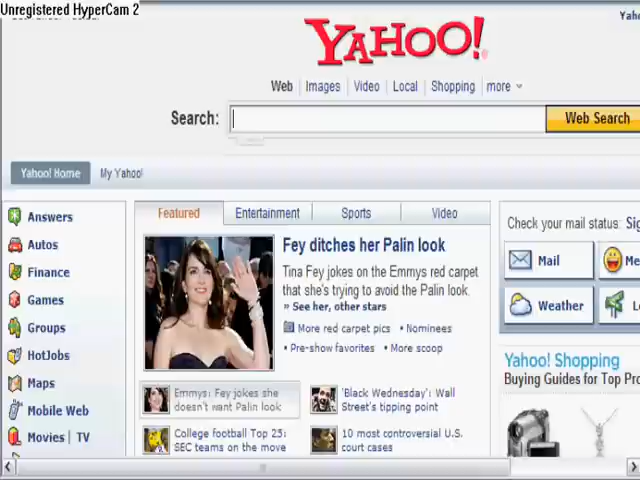 Unregistered HyperCam 2
YAHOO!
Web Images Video Local Shopping more
Search:
Web Search
Yahoo! Home My Yahoo!
Answers
Autos
Finance
Games
Groups
HotJobs
Maps
Mobile Web
Movies | TV
Featured Entertainment Sports Video
Fey ditches her Palin look
Tina Fey jokes on the Emmys red carpet
that she's trying to avoid the Palin look.
» See her, other stars
More red carpet pics • Nominees
• Pre-show favorites • More scoop
Emmys: Fey jokes she
doesn't want Palin look
'Black Wednesday': Wall
Street's tipping point
College football Top 25:
SEC teams on the move
10 most controversial U.S.
court cases
Check your mail status:
Mail
Weather
Yahoo! Shopping
Buying Guides for Top